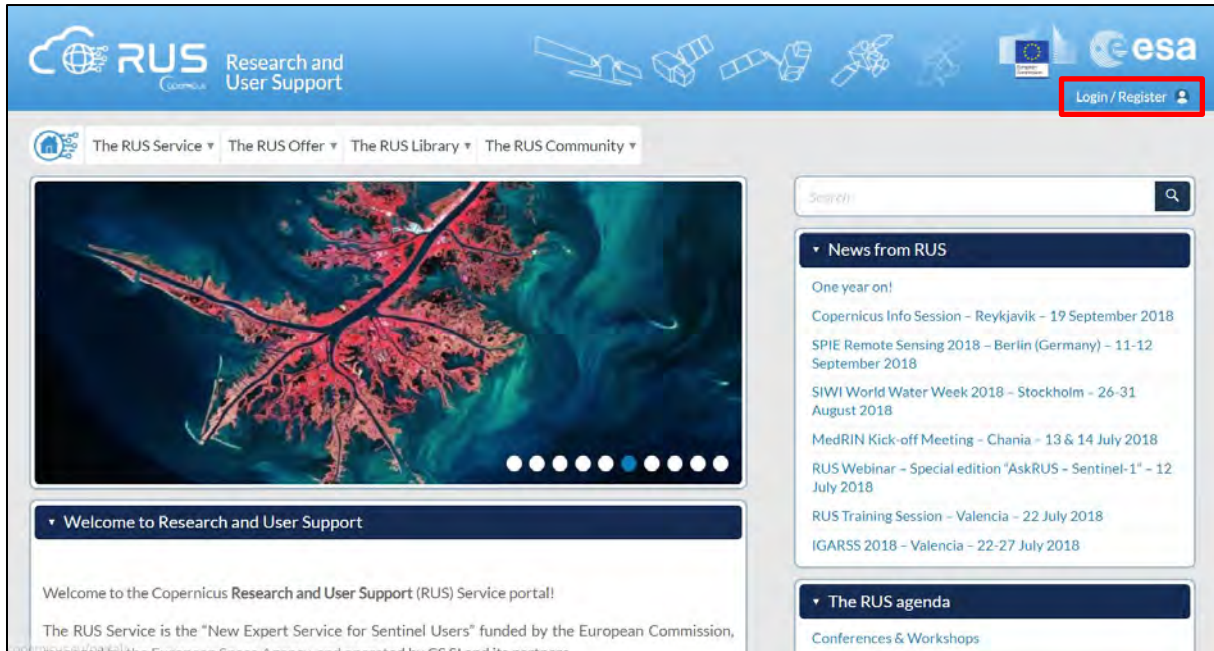 RUS
Copernicus
Research and
User Support
European
Commission
esa
Login / Register
The RUS Service ▾ The RUS Offer ▾ The RUS Library ▾ The RUS Community ▾
Search
▾ News from RUS
One year on!
Copernicus Info Session – Reykjavik – 19 September 2018
SPIE Remote Sensing 2018 – Berlin (Germany) – 11-12
September 2018
SIWI World Water Week 2018 – Stockholm – 26-31
August 2018
MedRIN Kick-off Meeting – Chania – 13 & 14 July 2018
RUS Webinar – Special edition “AskRUS – Sentinel-1” – 12
July 2018
RUS Training Session – Valencia – 22 July 2018
IGARSS 2018 – Valencia – 22-27 July 2018
▾ Welcome to Research and User Support
Welcome to the Copernicus Research and User Support (RUS) Service portal!
The RUS Service is the “New Expert Service for Sentinel Users” funded by the European Commission,
▾ The RUS agenda
Conferences & Workshops